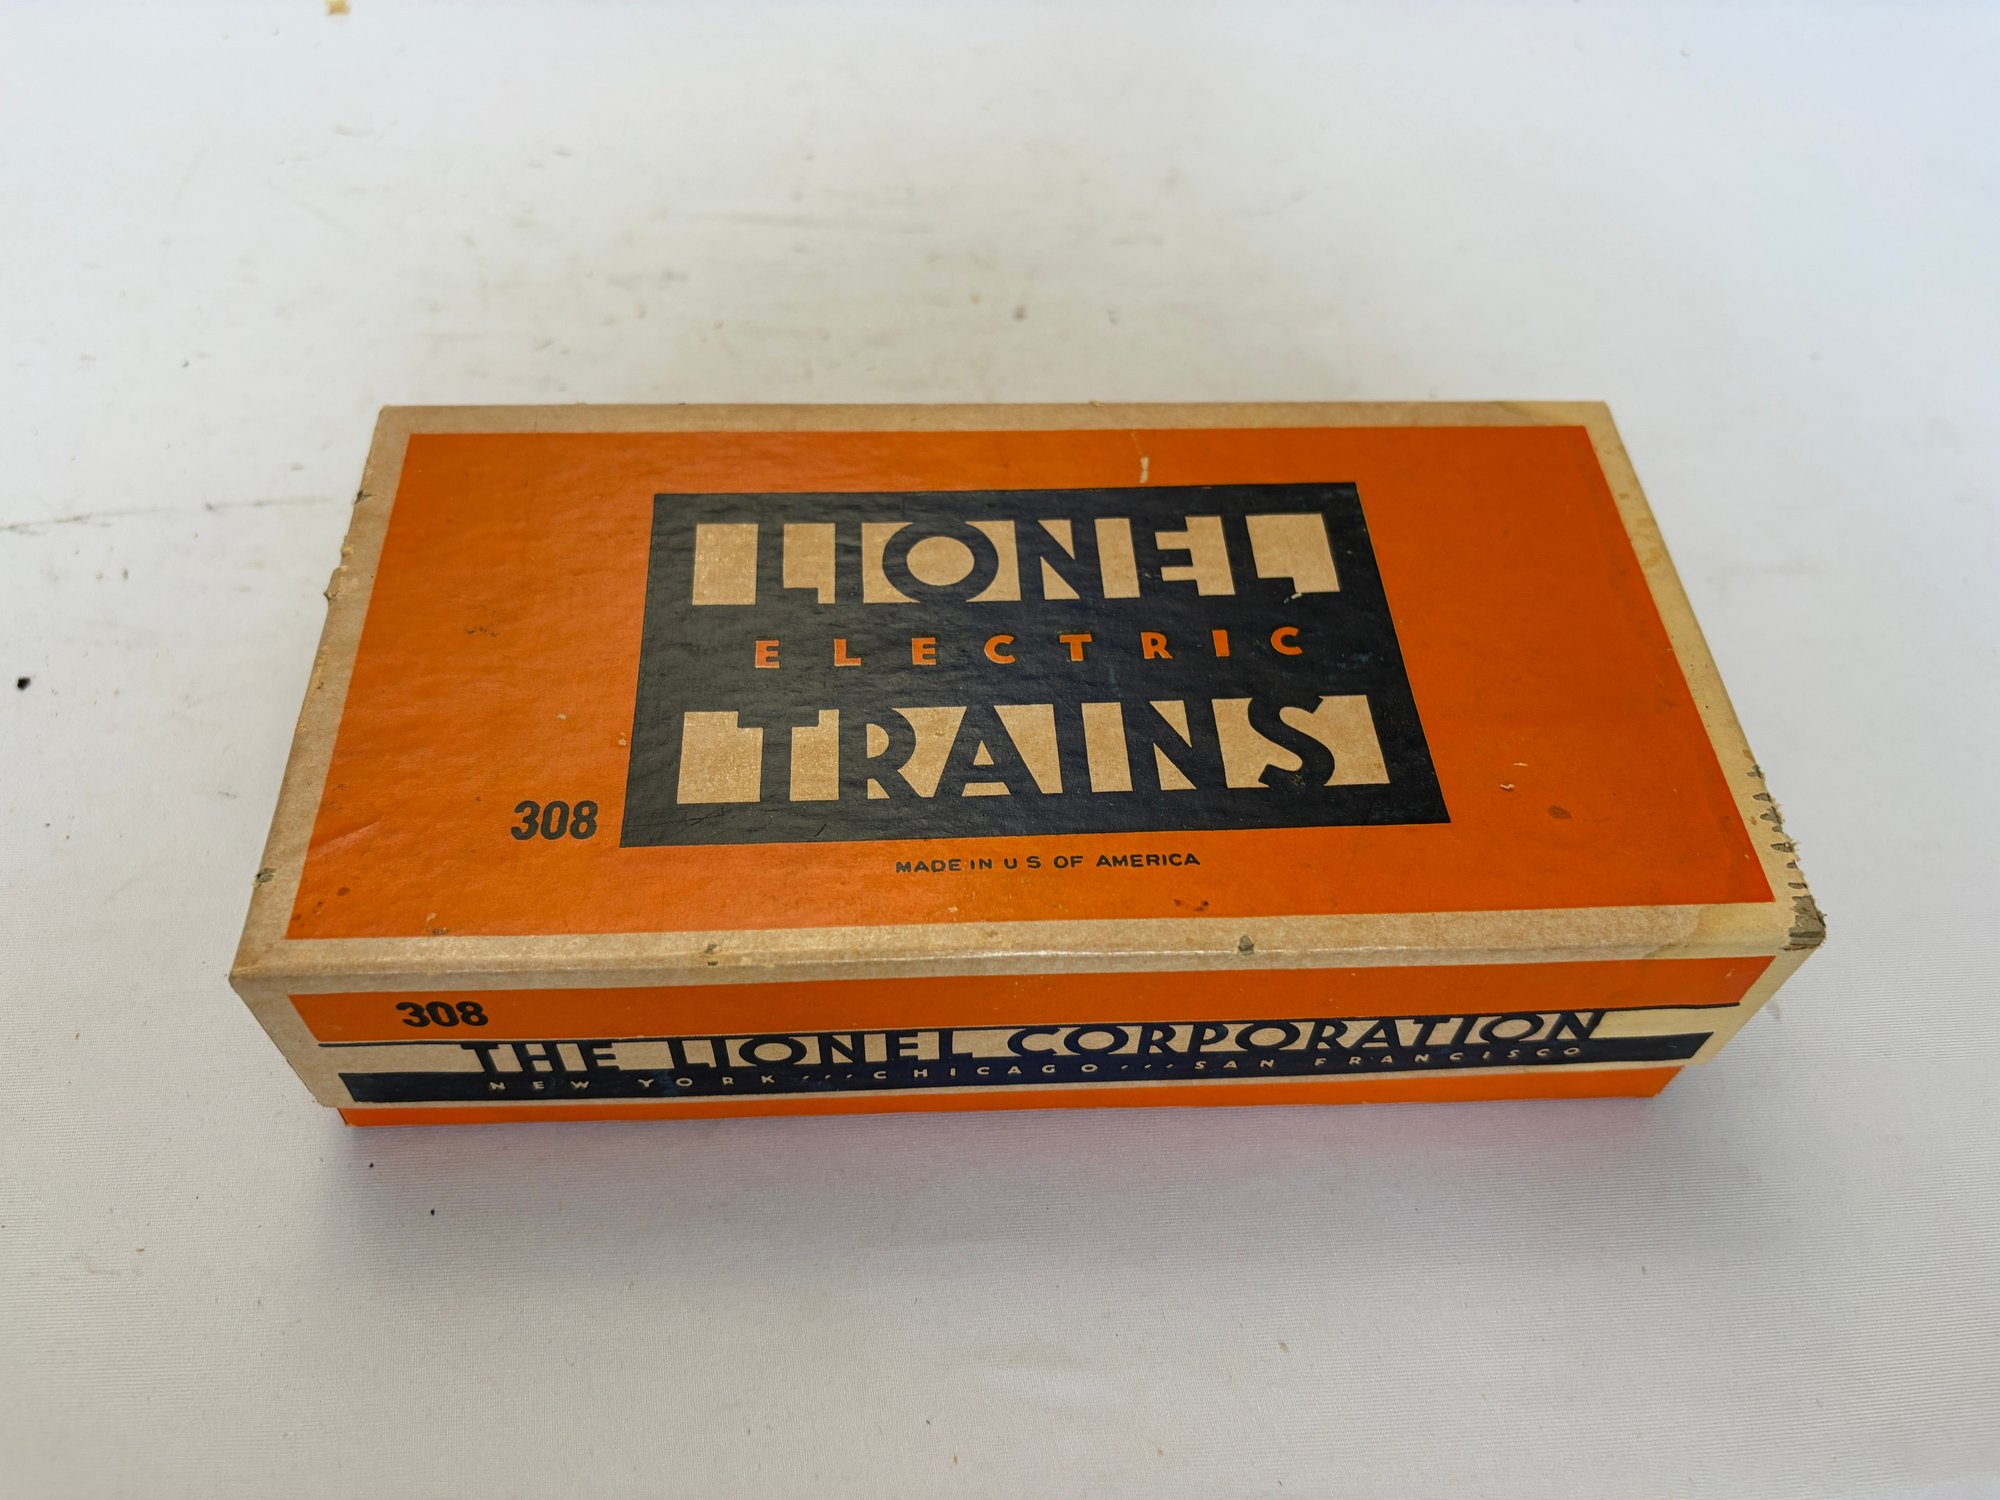 LIONEL
ELECTRIC
TRAINS
308
MADE IN U S OF AMERICA
308
THE LIONEL CORPORATION
NEW YORK ... CHICAGO ... SAN FRANCISCO